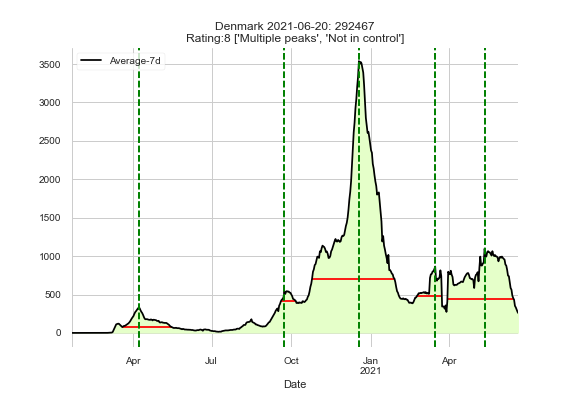 Denmark 2021-06-20: 292467
Rating:8 ['Multiple peaks', 'Not in control']
Average-7d
3500
3000
2500
2000
1500
1000
500
0
Apr
Jul
Oct
Jan
2021
Apr
Date